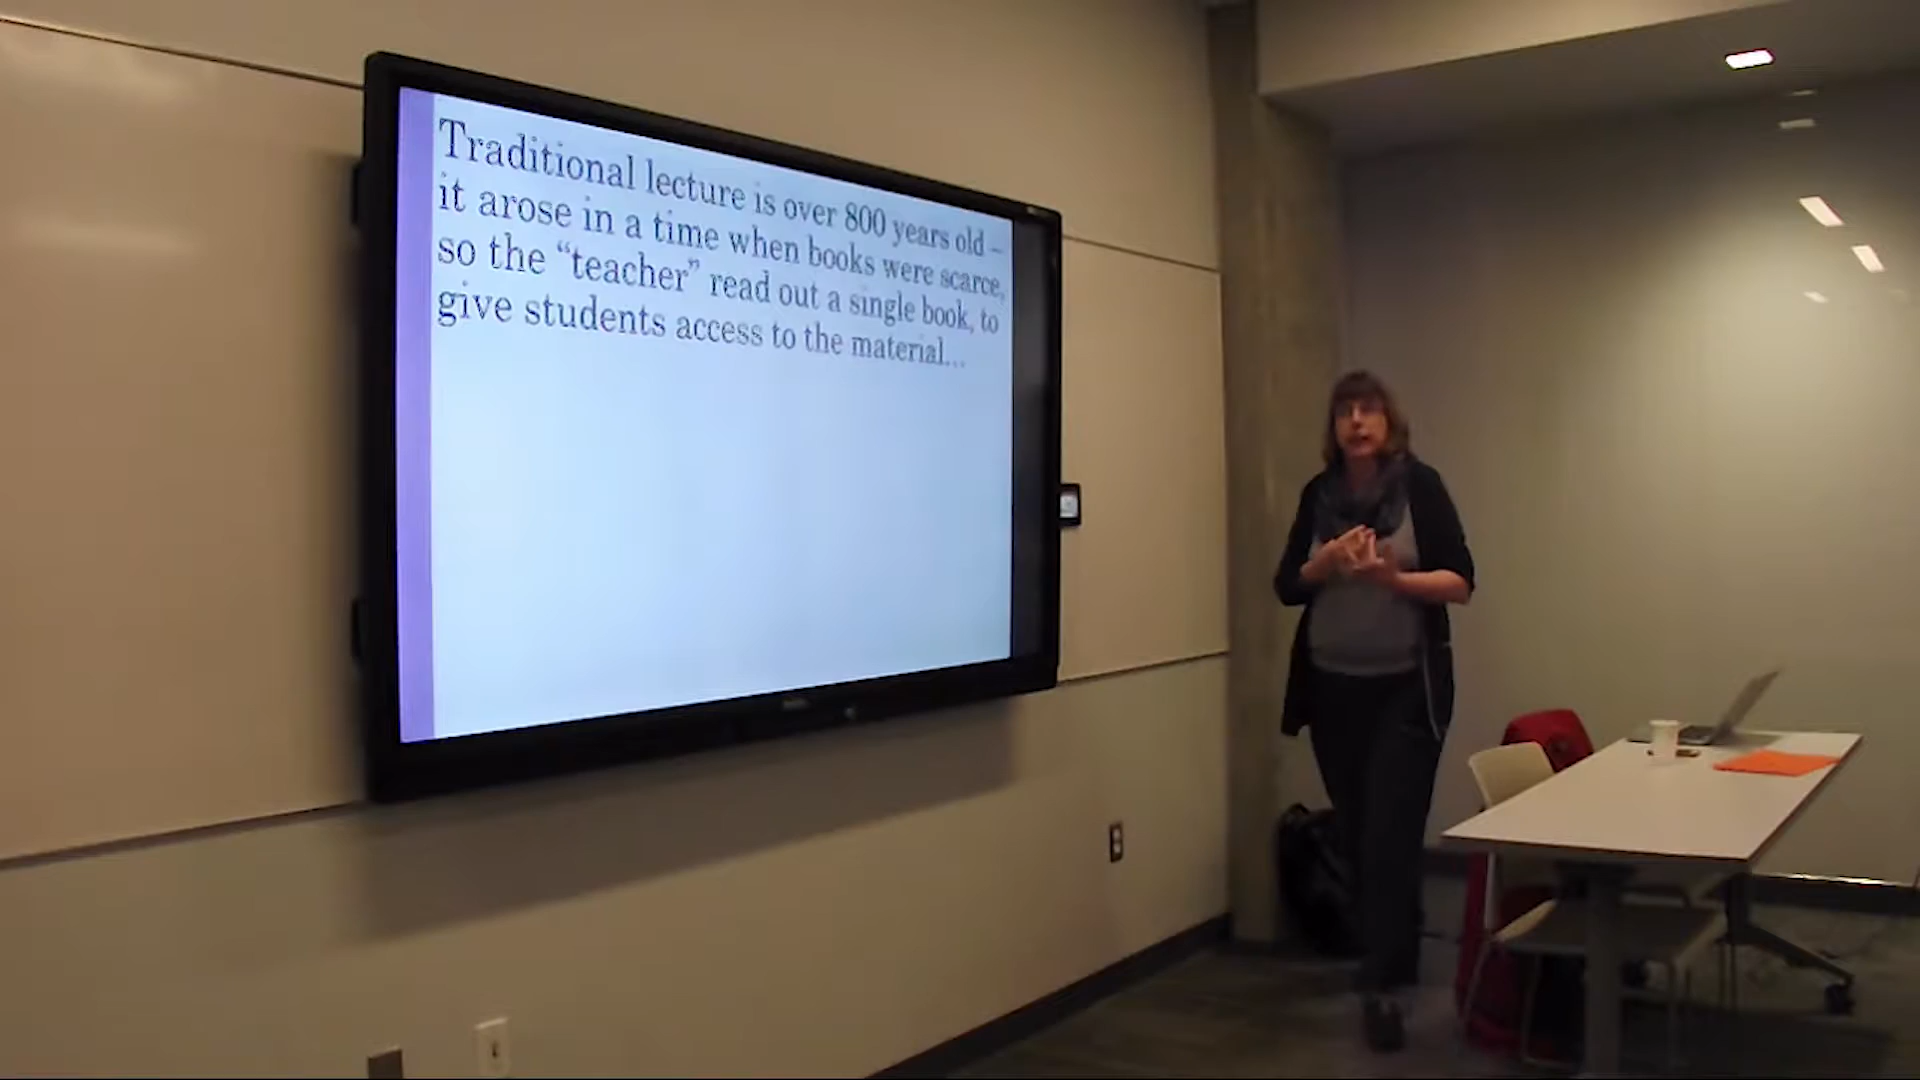 Traditional lecture is over 800 years old –
it arose in a time when books were scarce,
so the “teacher” read out a single book, to
give students access to the material...